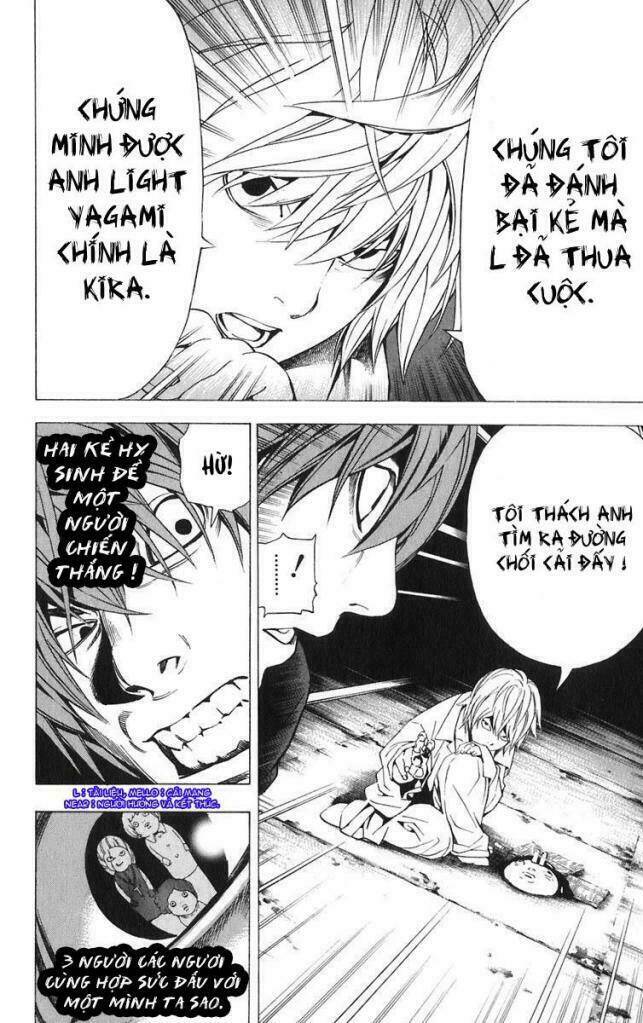 CHÚNG TÔI
ĐÃ ĐÁNH
BẠI KẺ MÀ
L ĐÃ THUA
CUỘC.
CHỨNG
MINH ĐƯỢC
ANH LIGHT
YAGAMI
CHÍNH LÀ
KIRA.
TÔI THÁCH ANH
TÌM RA ĐƯỜNG
CHỐI CÃI ĐẤY !
......!
HỪ!
HAI KẺ HY
SINH ĐỂ
MỘT
NGƯỜI
CHIẾN
THẮNG !
L : TÀI LIỆU, MELLO : CÁI MẠNG
NEAR : NGƯỜI HƯỞNG VÀ KẾT THÚC.
3 NGƯỜI CÁC NGƯỜI
CÙNG HỢP SỨC ĐẤU VỚI
MỘT MÌNH TA SAO.